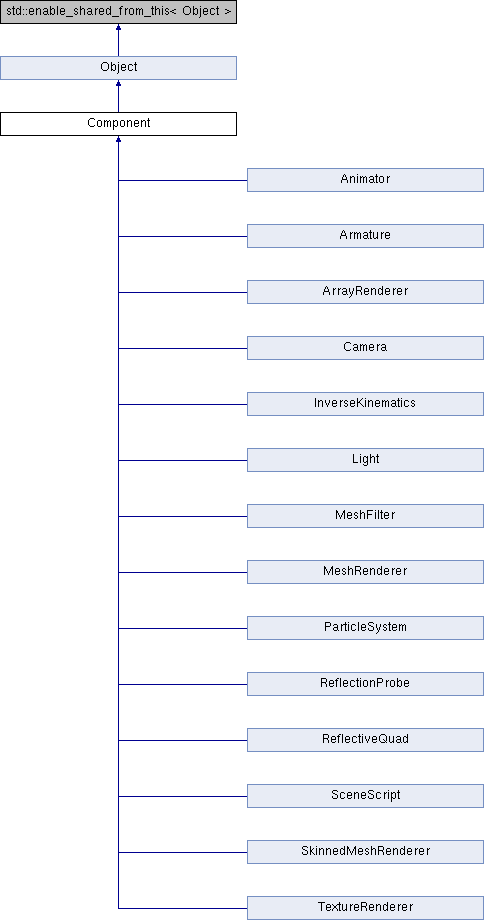 std::enable_shared_from_this< Object >
Object
Component
Animator
Armature
ArrayRenderer
Camera
InverseKinematics
Light
MeshFilter
MeshRenderer
ParticleSystem
ReflectionProbe
ReflectiveQuad
SceneScript
SkinnedMeshRenderer
TextureRenderer